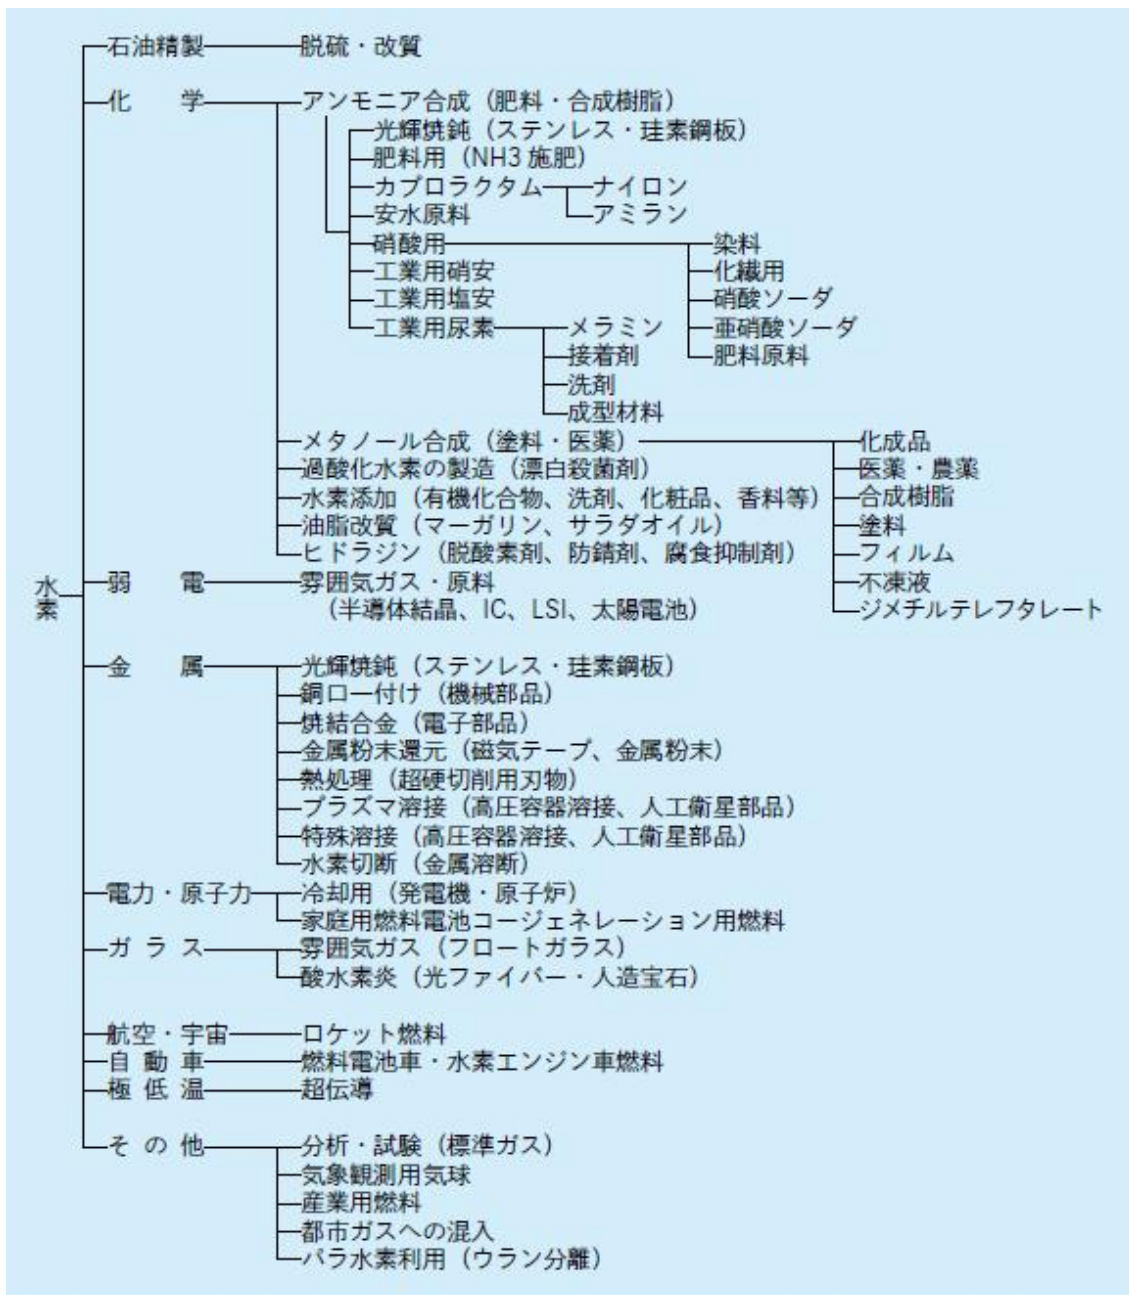 石油精製 脱硫・改質
化学 アンモニア合成（肥料・合成樹脂）
光輝焼鈍（ステンレス・珪素鋼板）
肥料用（NH3 施肥）
カプロラクタム ナイロン
安水原料 アミラン
硝酸用 染料
工業用硝安 化繊用
工業用塩安 硝酸ソーダ
工業用尿素 メラミン 亜硝酸ソーダ
接着剤 肥料原料
洗剤
成型材料
メタノール合成（塗料・医薬） 化成品
過酸化水素の製造（漂白殺菌剤） 医薬・農薬
水素添加（有機化合物、洗剤、化粧品、香料等） 合成樹脂
油脂改質（マーガリン、サラダオイル） 塗料
ヒドラジン（脱酸素剤、防錆剤、腐食抑制剤） フィルム
水素 弱電 雰囲気ガス・原料 不凍液
（半導体結晶、IC、LSI、太陽電池） ジメチルテレフタレート
金属 光輝焼鈍（ステンレス・珪素鋼板）
銅ロー付け（機械部品）
焼結合金（電子部品）
金属粉末還元（磁気テープ、金属粉末）
熱処理（超硬切削用刃物）
プラズマ溶接（高圧容器溶接、人工衛星部品）
特殊溶接（高圧容器溶接、人工衛星部品）
水素切断（金属溶断）
電力・原子力 冷却用（発電機・原子炉）
家庭用燃料電池コージェネレーション用燃料
ガラス 雰囲気ガス（フロートガラス）
酸水素炎（光ファイバー・人造宝石）
航空・宇宙 ロケット燃料
自動車 燃料電池車・水素エンジン車燃料
極低温 超伝導
その他 分析・試験（標準ガス）
気象観測用気球
産業用燃料
都市ガスへの混入
パラ水素利用（ウラン分離）